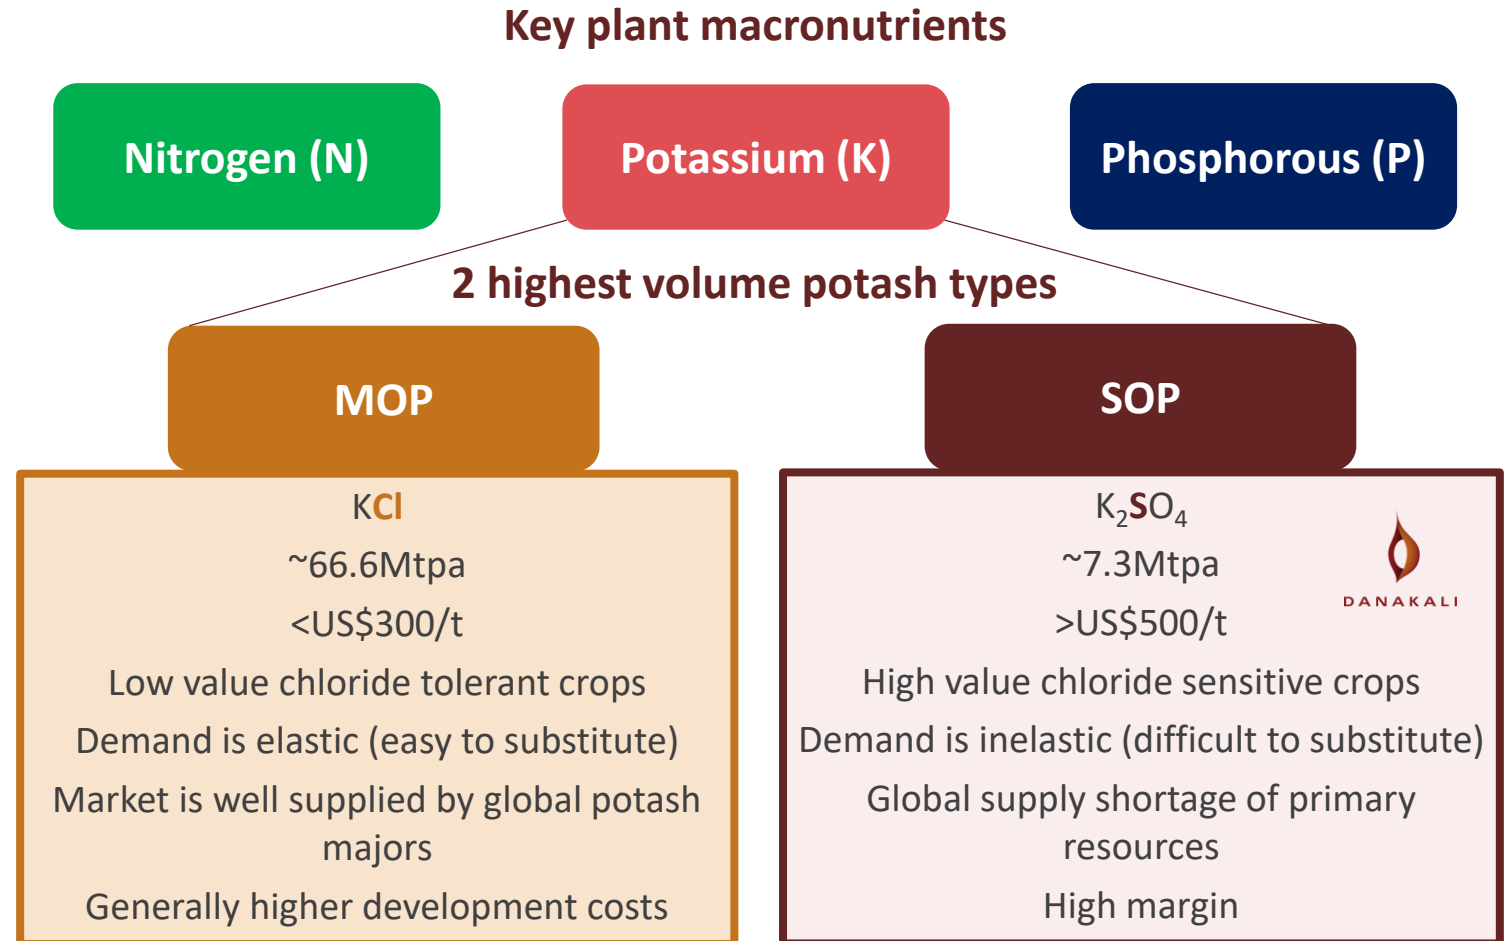 Key plant macronutrients
Nitrogen (N)
Potassium (K)
Phosphorous (P)
2 highest volume potash types
MOP
KCl
~66.6Mtpa
<US$300/t
Low value chloride tolerant crops
Demand is elastic (easy to substitute)
Market is well supplied by global potash
majors
Generally higher development costs
SOP
K₂SO₄
~7.3Mtpa
>US$500/t
DANAKALI
High value chloride sensitive crops
Demand is inelastic (difficult to substitute)
Global supply shortage of primary
resources
High margin